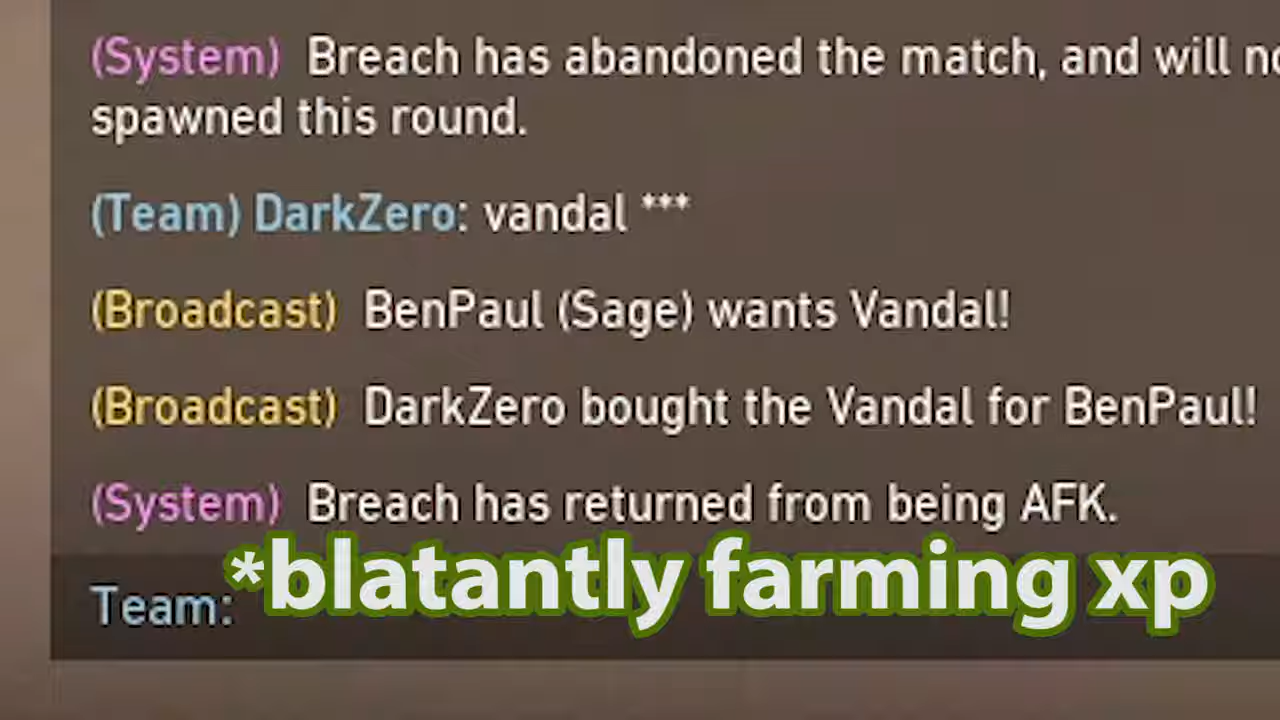 (System) Breach has abandoned the match, and will
spawned this round.
(Team) DarkZero: vandal ***
(Broadcast) BenPaul (Sage) wants Vandal!
(Broadcast) DarkZero bought the Vandal for BenPaul!
(System) Breach has returned from being AFK.
*blatantly farming xp
Team: